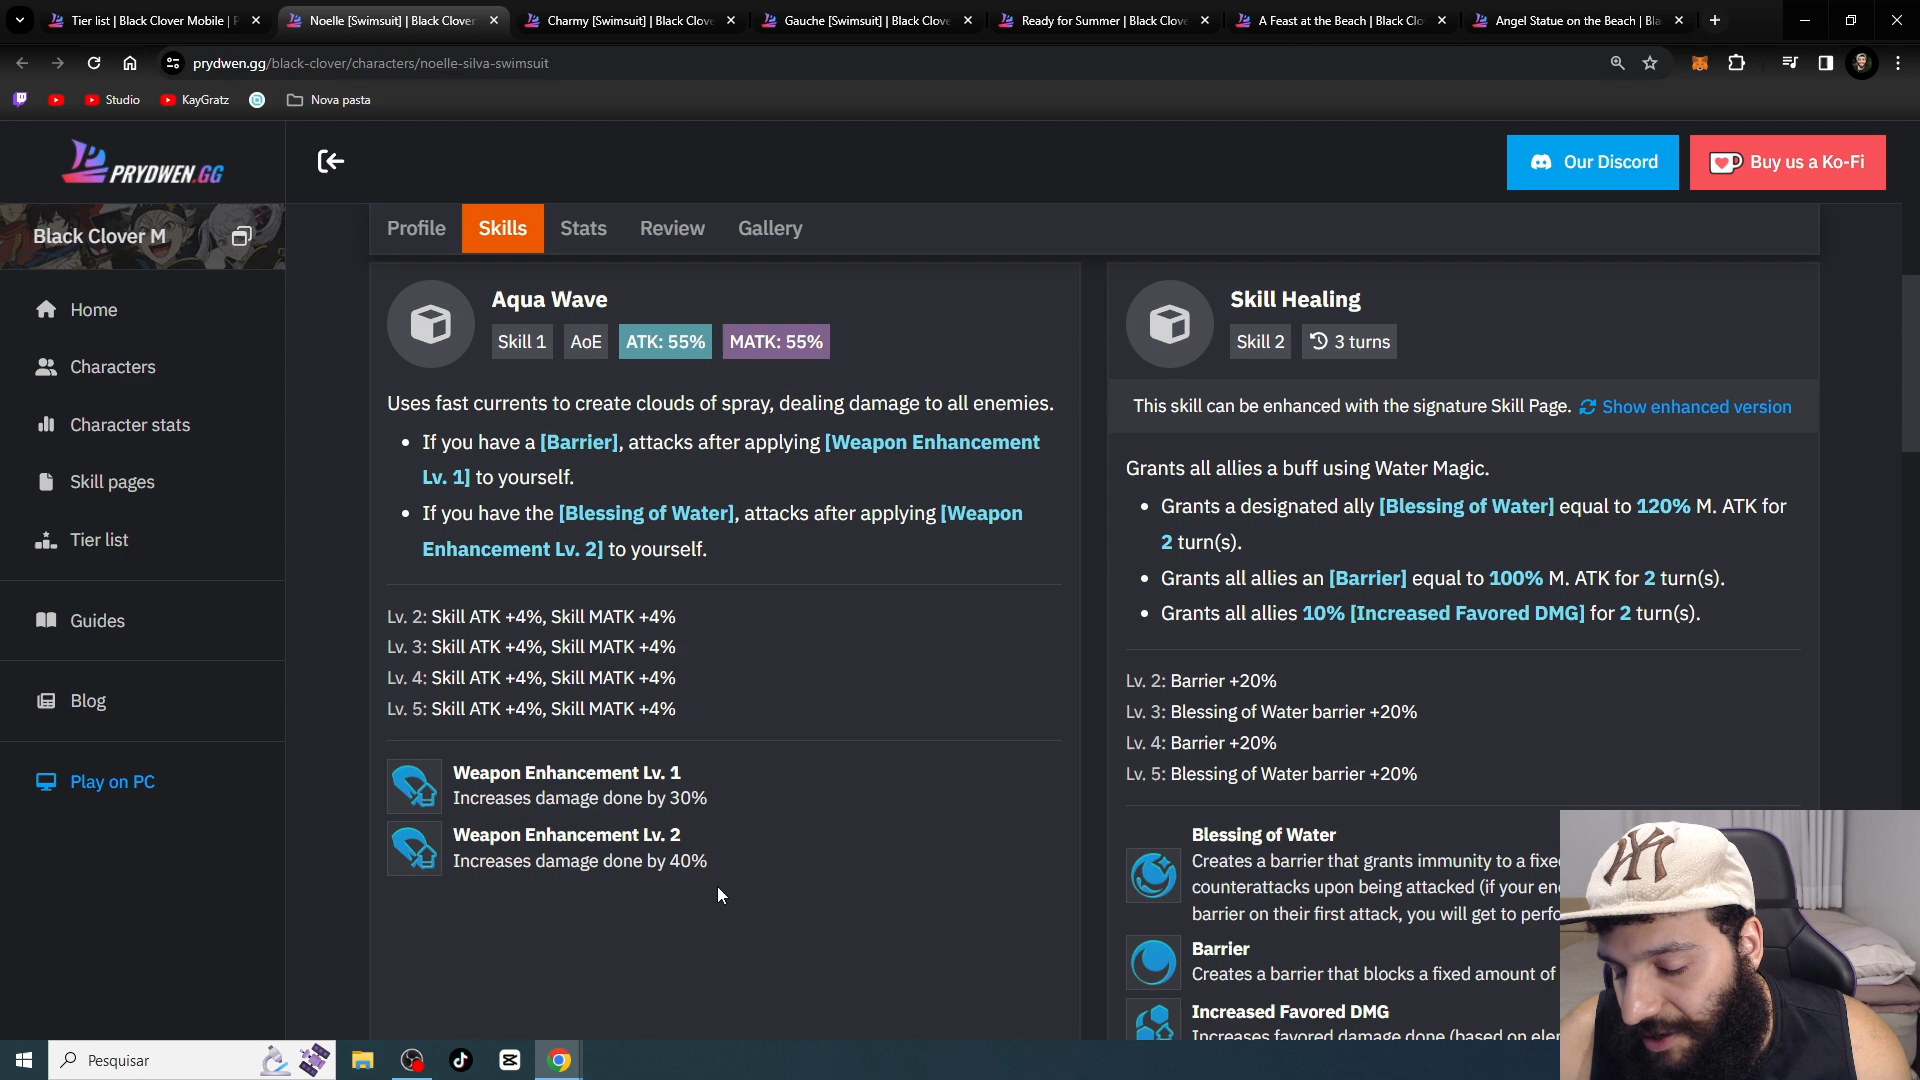 Tier list | Black Clover Mobile | P
Noelle [Swimsuit] | Black Clover
Charmy [Swimsuit] | Black Clove
Gauche [Swimsuit] | Black Clove
Ready for Summer | Black Clove
A Feast at the Beach | Black Clo
Angel Statue on the Beach | Bla
prydwen.gg/black-clover/characters/noelle-silva-swimsuit
Studio
KayGratz
Nova pasta
PRYDWEN.GG
Our Discord
Buy us a Ko-Fi
Black Clover M
Home
Characters
Character stats
Skill pages
Tier list
Guides
Blog
Play on PC
Profile
Skills
Stats
Review
Gallery
Aqua Wave
Skill 1
AoE
ATK: 55%
MATK: 55%
Uses fast currents to create clouds of spray, dealing damage to all enemies.
• If you have a [Barrier], attacks after applying [Weapon Enhancement
Lv. 1] to yourself.
• If you have the [Blessing of Water], attacks after applying [Weapon
Enhancement Lv. 2] to yourself.
Lv. 2: Skill ATK +4%, Skill MATK +4%
Lv. 3: Skill ATK +4%, Skill MATK +4%
Lv. 4: Skill ATK +4%, Skill MATK +4%
Lv. 5: Skill ATK +4%, Skill MATK +4%
Weapon Enhancement Lv. 1
Increases damage done by 30%
Weapon Enhancement Lv. 2
Increases damage done by 40%
Skill Healing
Skill 2
3 turns
This skill can be enhanced with the signature Skill Page. Show enhanced version
Grants all allies a buff using Water Magic.
• Grants a designated ally [Blessing of Water] equal to 120% M. ATK for
2 turn(s).
• Grants all allies an [Barrier] equal to 100% M. ATK for 2 turn(s).
• Grants all allies 10% [Increased Favored DMG] for 2 turn(s).
Lv. 2: Barrier +20%
Lv. 3: Blessing of Water barrier +20%
Lv. 4: Barrier +20%
Lv. 5: Blessing of Water barrier +20%
Blessing of Water
Creates a barrier that grants immunity to a fixe
counterattacks upon being attacked (if your en
barrier on their first attack, you will get to perfo
Barrier
Creates a barrier that blocks a fixed amount of
Increased Favored DMG
Increases favored damage done (based on eler
Pesquisar